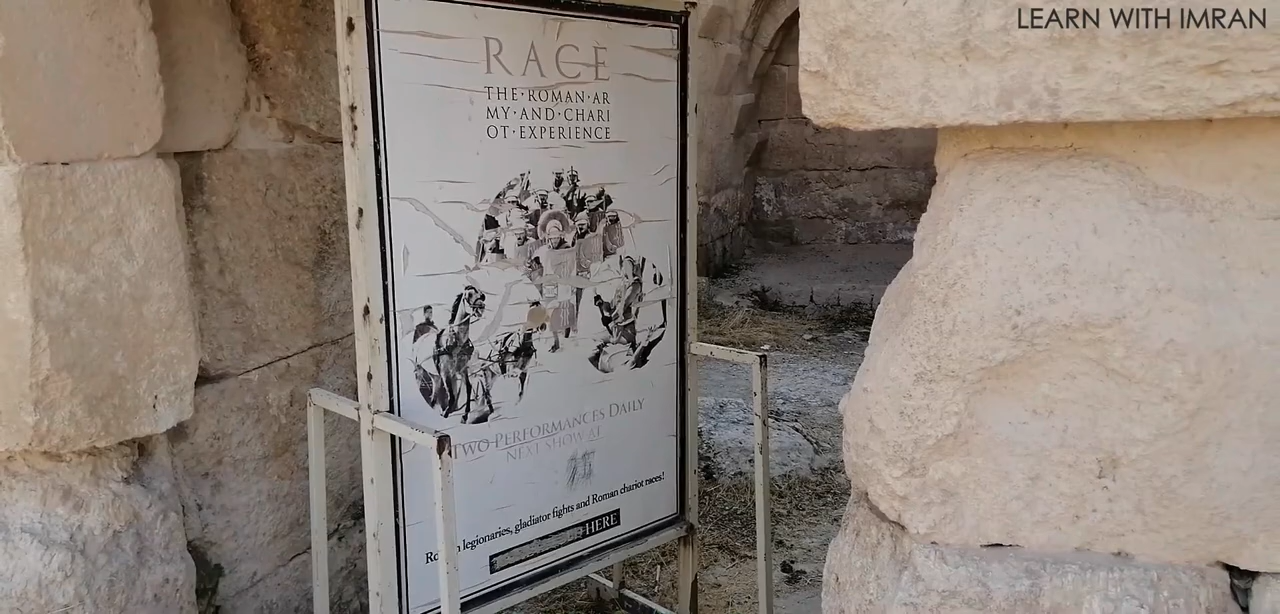 LEARN WITH IMRAN
RACE
THE·ROMAN·AR
MY·AND·CHARI
OT·EXPERIENCE
TWO PERFORMANCES DAILY
NEXT SHOW AT
legionaries, gladiator fights and Roman chariot races!
HERE